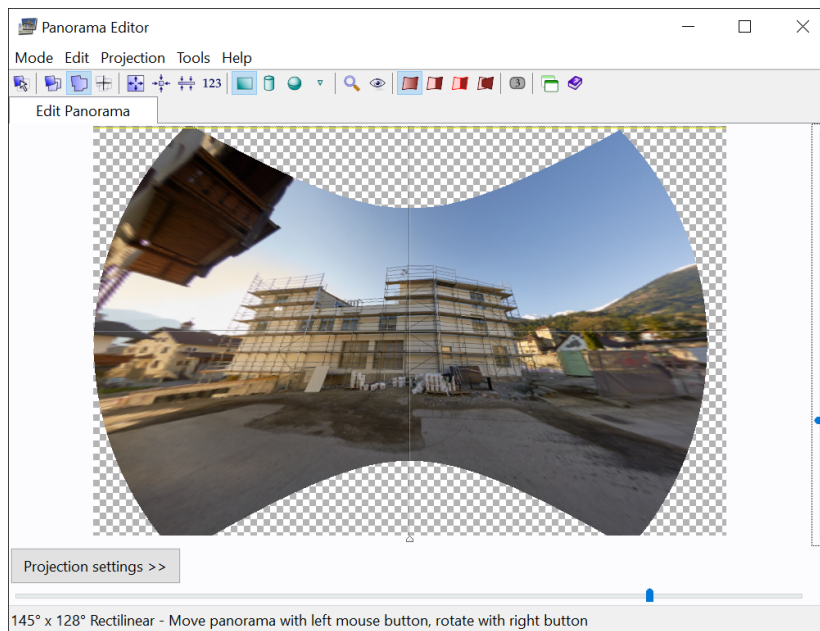 Panorama Editor
Mode Edit Projection Tools Help
123 3
Edit Panorama
Projection settings >>
145° x 128° Rectilinear - Move panorama with left mouse button, rotate with right button